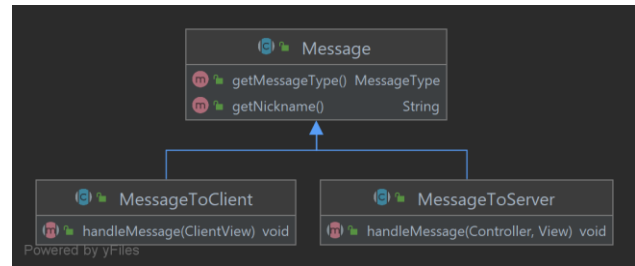 Message
getMessageType() MessageType
getNickname() String
MessageToClient
handleMessage(ClientView) void
MessageToServer
handleMessage(Controller, View) void
Powered by yFiles